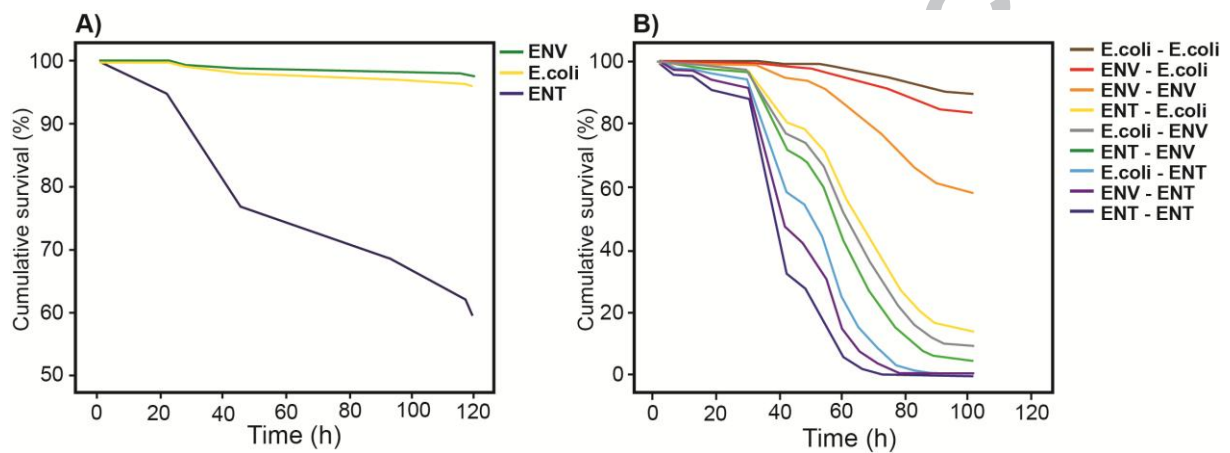 A)
100
90
80
70
60
50
Cumulative survival (%)
0
20
40
60
80
100
120
Time (h)
ENV
E.coli
ENT
B)
100
80
60
40
20
0
Cumulative survival (%)
0
20
40
60
80
100
120
Time (h)
E.coli - E.coli
ENV - E.coli
ENV - ENV
ENT - E.coli
E.coli - ENV
ENT - ENV
E.coli - ENT
ENV - ENT
ENT - ENT